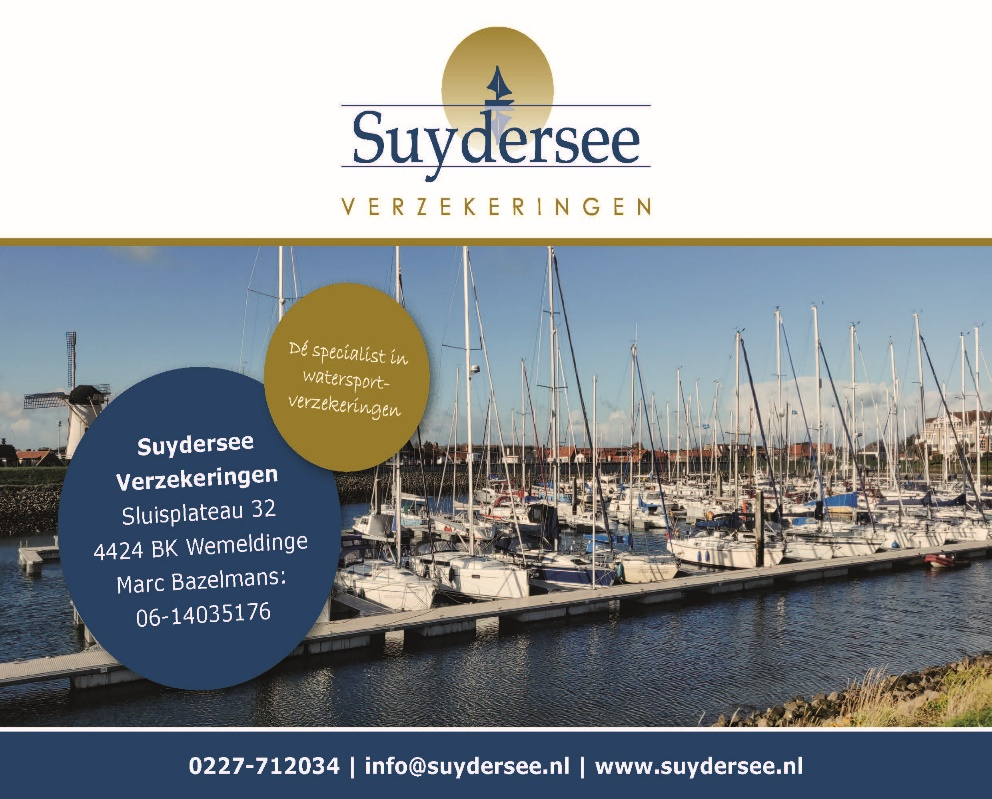 Suydersee
VERZEKERINGEN
Dé specialist in
watersport-
verzekeringen
Suydersee
Verzekeringen
Sluisplateau 32
4424 BK Wemeldinge
Marc Bazelmans:
06-14035176
0227-712034 | info@suydersee.nl | www.suydersee.nl